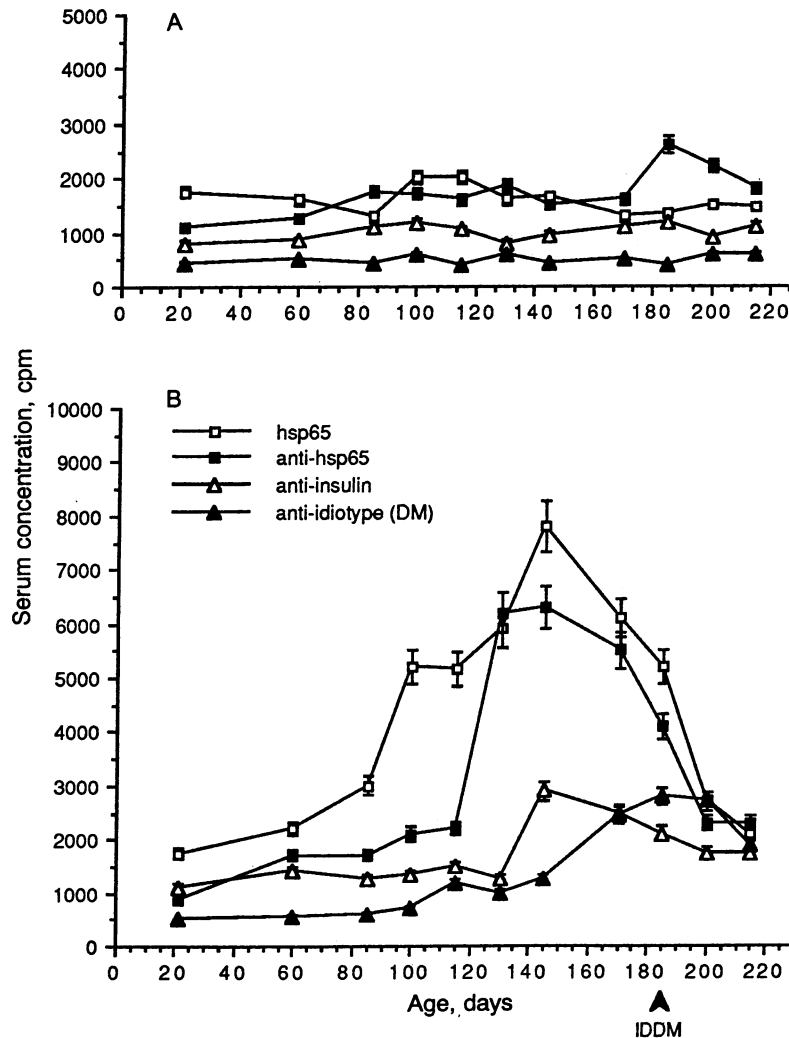 A
5000
4000
3000
2000
1000
0
0 20 40 60 80 100 120 140 160 180 200 220
Serum concentration, cpm
B
10000
9000
8000
7000
6000
5000
4000
3000
2000
1000
0
hsp65
anti-hsp65
anti-insulin
anti-idiotype (DM)
0 20 40 60 80 100 120 140 160 180 200 220
Age, days
IDDM